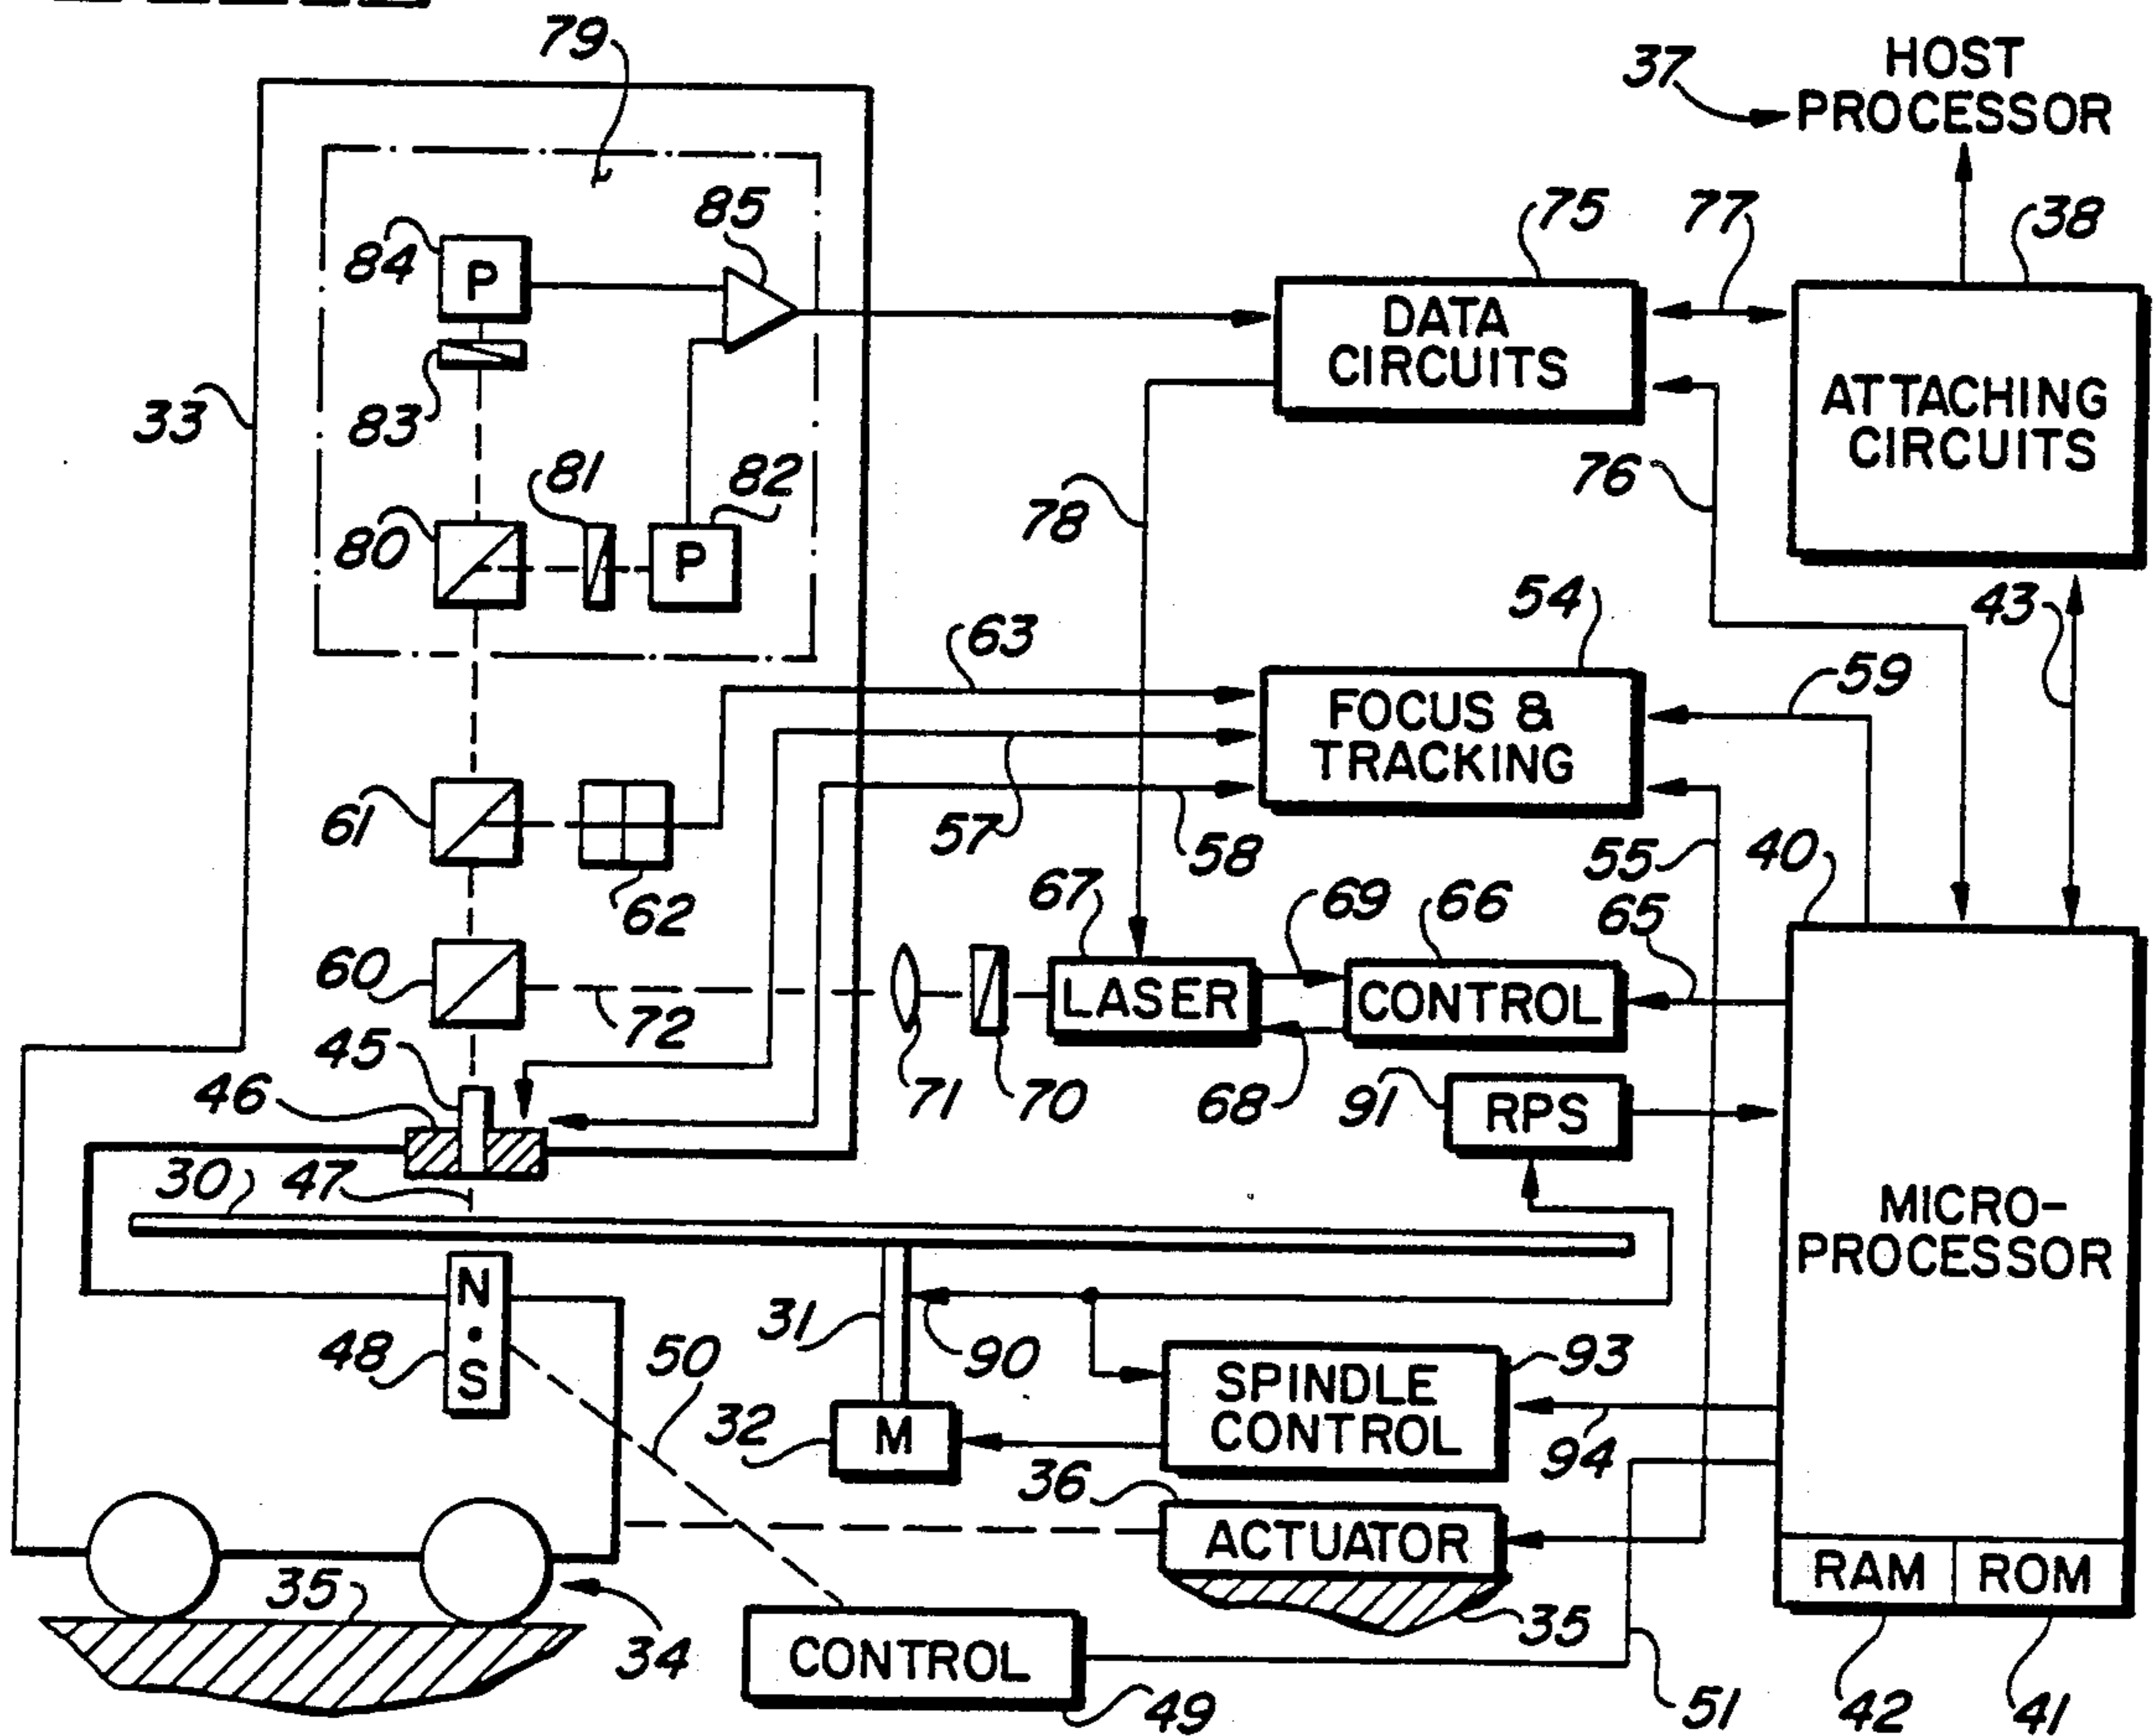 79
37
HOST
PROCESSOR
85
75
77
38
84
P
DATA
CIRCUITS
ATTACHING
CIRCUITS
33
83
81
82
78
76
80
P
54
43
63
59
FOCUS &
TRACKING
61
57
58
55
40
62
67
69
66
65
60
LASER
CONTROL
72
45
46
71
70
68
91
RPS
30
47
MICRO-
PROCESSOR
N
S
31
48
50
90
93
SPINDLE
CONTROL
32
M
94
36
ACTUATOR
RAM
ROM
35
35
34
CONTROL
49
51
42
41